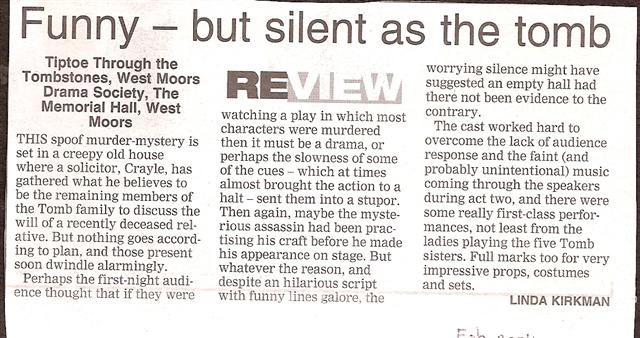 Funny – but silent as the tomb
Tiptoe Through the
Tombstones, West Moors
Drama Society, The
Memorial Hall, West
Moors
THIS spoof murder-mystery is
set in a creepy old house
where a solicitor, Crayle, has
gathered what he believes to
be the remaining members of
the Tomb family to discuss the
will of a recently deceased rel-
ative. But nothing goes accord-
ing to plan, and those present
soon dwindle alarmingly.
Perhaps the first-night audi-
ence thought that if they were
REVIEW
watching a play in which most
characters were murdered
then it must be a drama, or
perhaps the slowness of some
of the cues – which at times
almost brought the action to a
halt – sent them into a stupor.
Then again, maybe the myste-
rious assassin had been prac-
tising his craft before he made
his appearance on stage. But
whatever the reason, and
despite an hilarious script
with funny lines galore, the
worrying silence might have
suggested an empty hall had
there not been evidence to the
contrary.
The cast worked hard to
overcome the lack of audience
response and the faint (and
probably unintentional) music
coming through the speakers
during act two, and there were
some really first-class perfor-
mances, not least from the
ladies playing the five Tomb
sisters. Full marks too for very
impressive props, costumes
and sets.
LINDA KIRKMAN